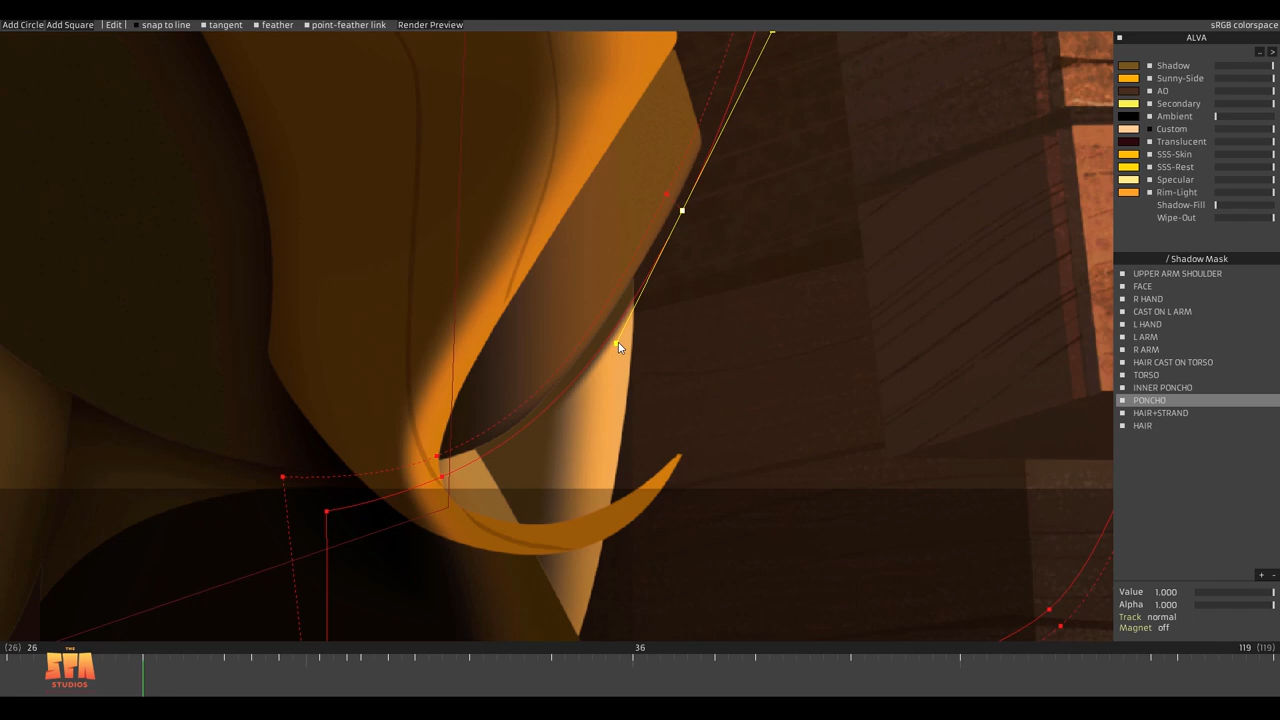 Add Circle Add Square | Edit | snap to line tangent feather point-feather link Render Preview sRGB colorspace
ALVA
.. >
Shadow
Sunny-Side
AO
Secondary
Ambient
Custom
Translucent
SSS-Skin
SSS-Rest
Specular
Rim-Light
Shadow-Fill
Wipe-Out
/ Shadow Mask
UPPER ARM SHOULDER
FACE
R HAND
CAST ON L ARM
L HAND
L ARM
R ARM
HAIR CAST ON TORSO
TORSO
INNER PONCHO
PONCHO
HAIR+STRAND
HAIR
+ -
Value 1.000
Alpha 1.000
Track normal
Magnet off
(26) 26 36 119 (119)
THE
SPA
STUDIOS